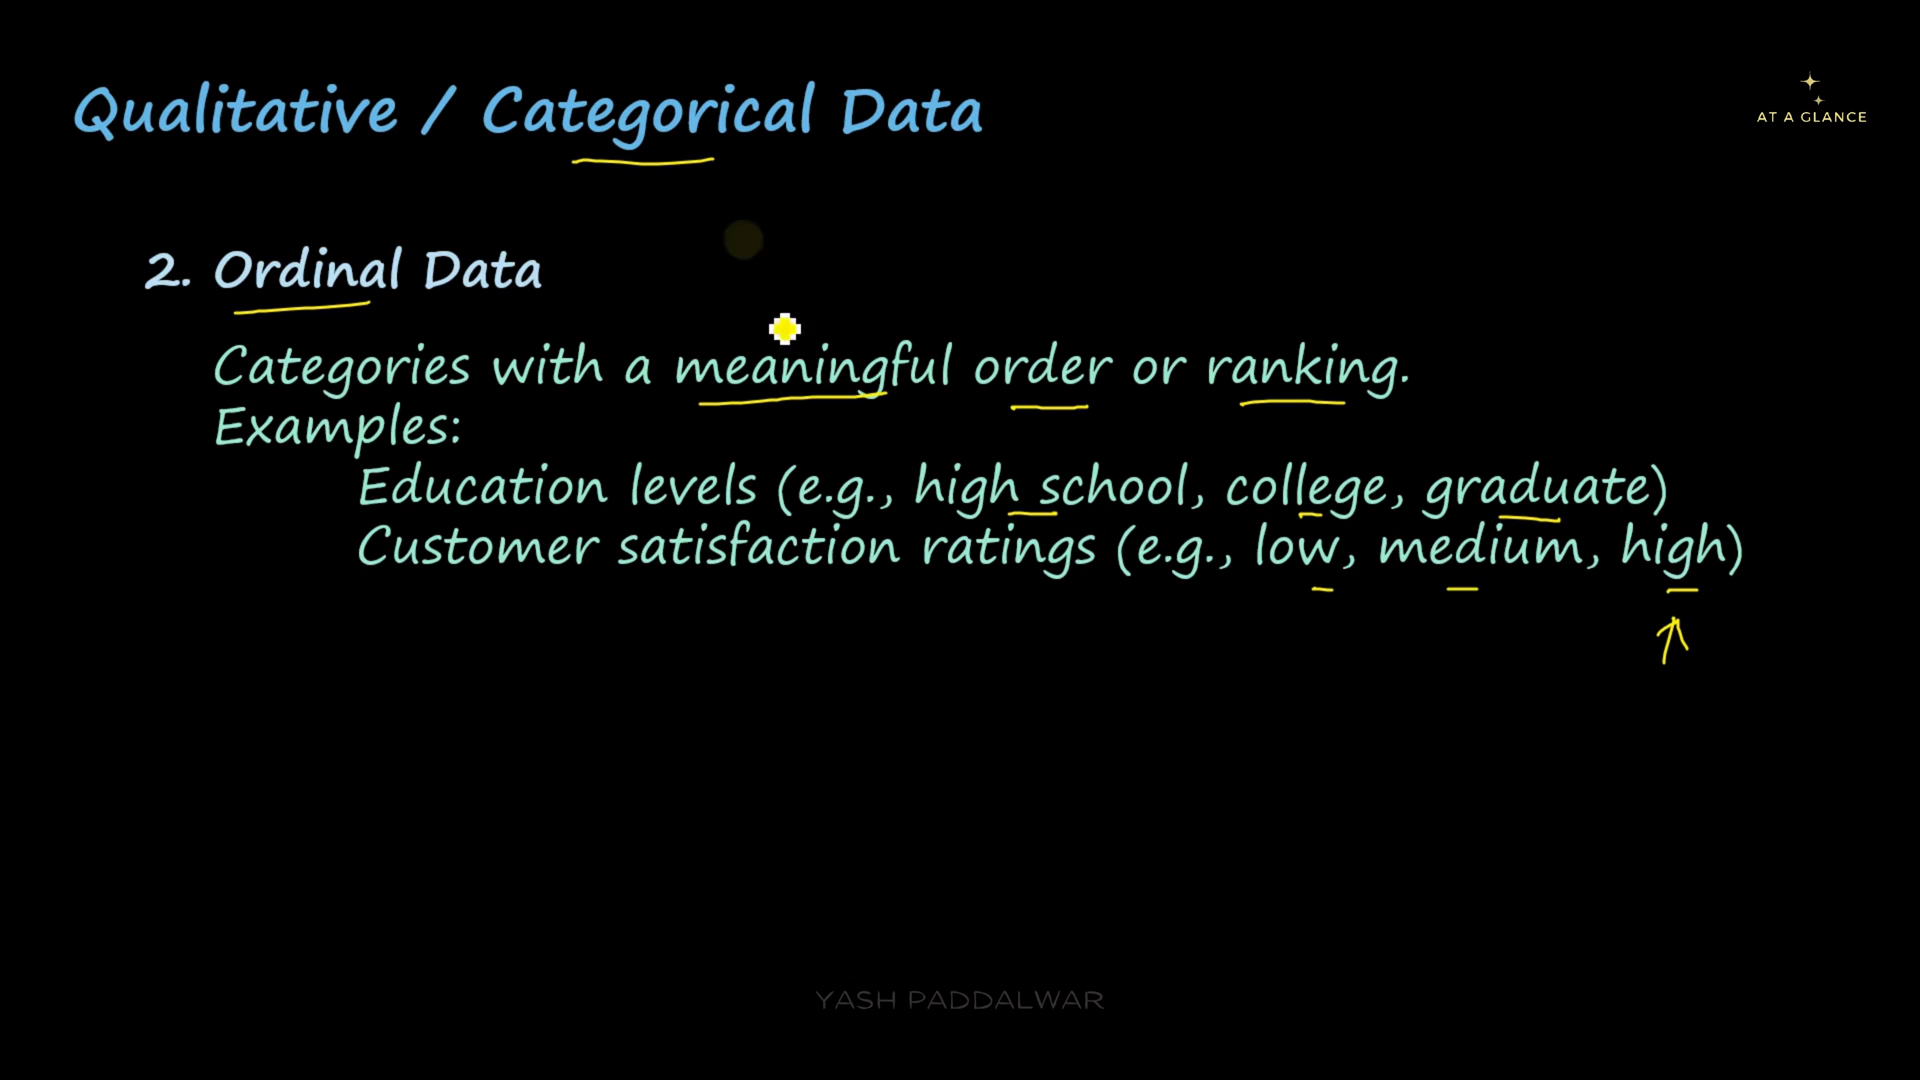 Qualitative / Categorical Data
AT A GLANCE
2. Ordinal Data
Categories with a meaningful order or ranking.
Examples:
Education levels (e.g., high school, college, graduate)
Customer satisfaction ratings (e.g., low, medium, high)
YASH PADDALWAR